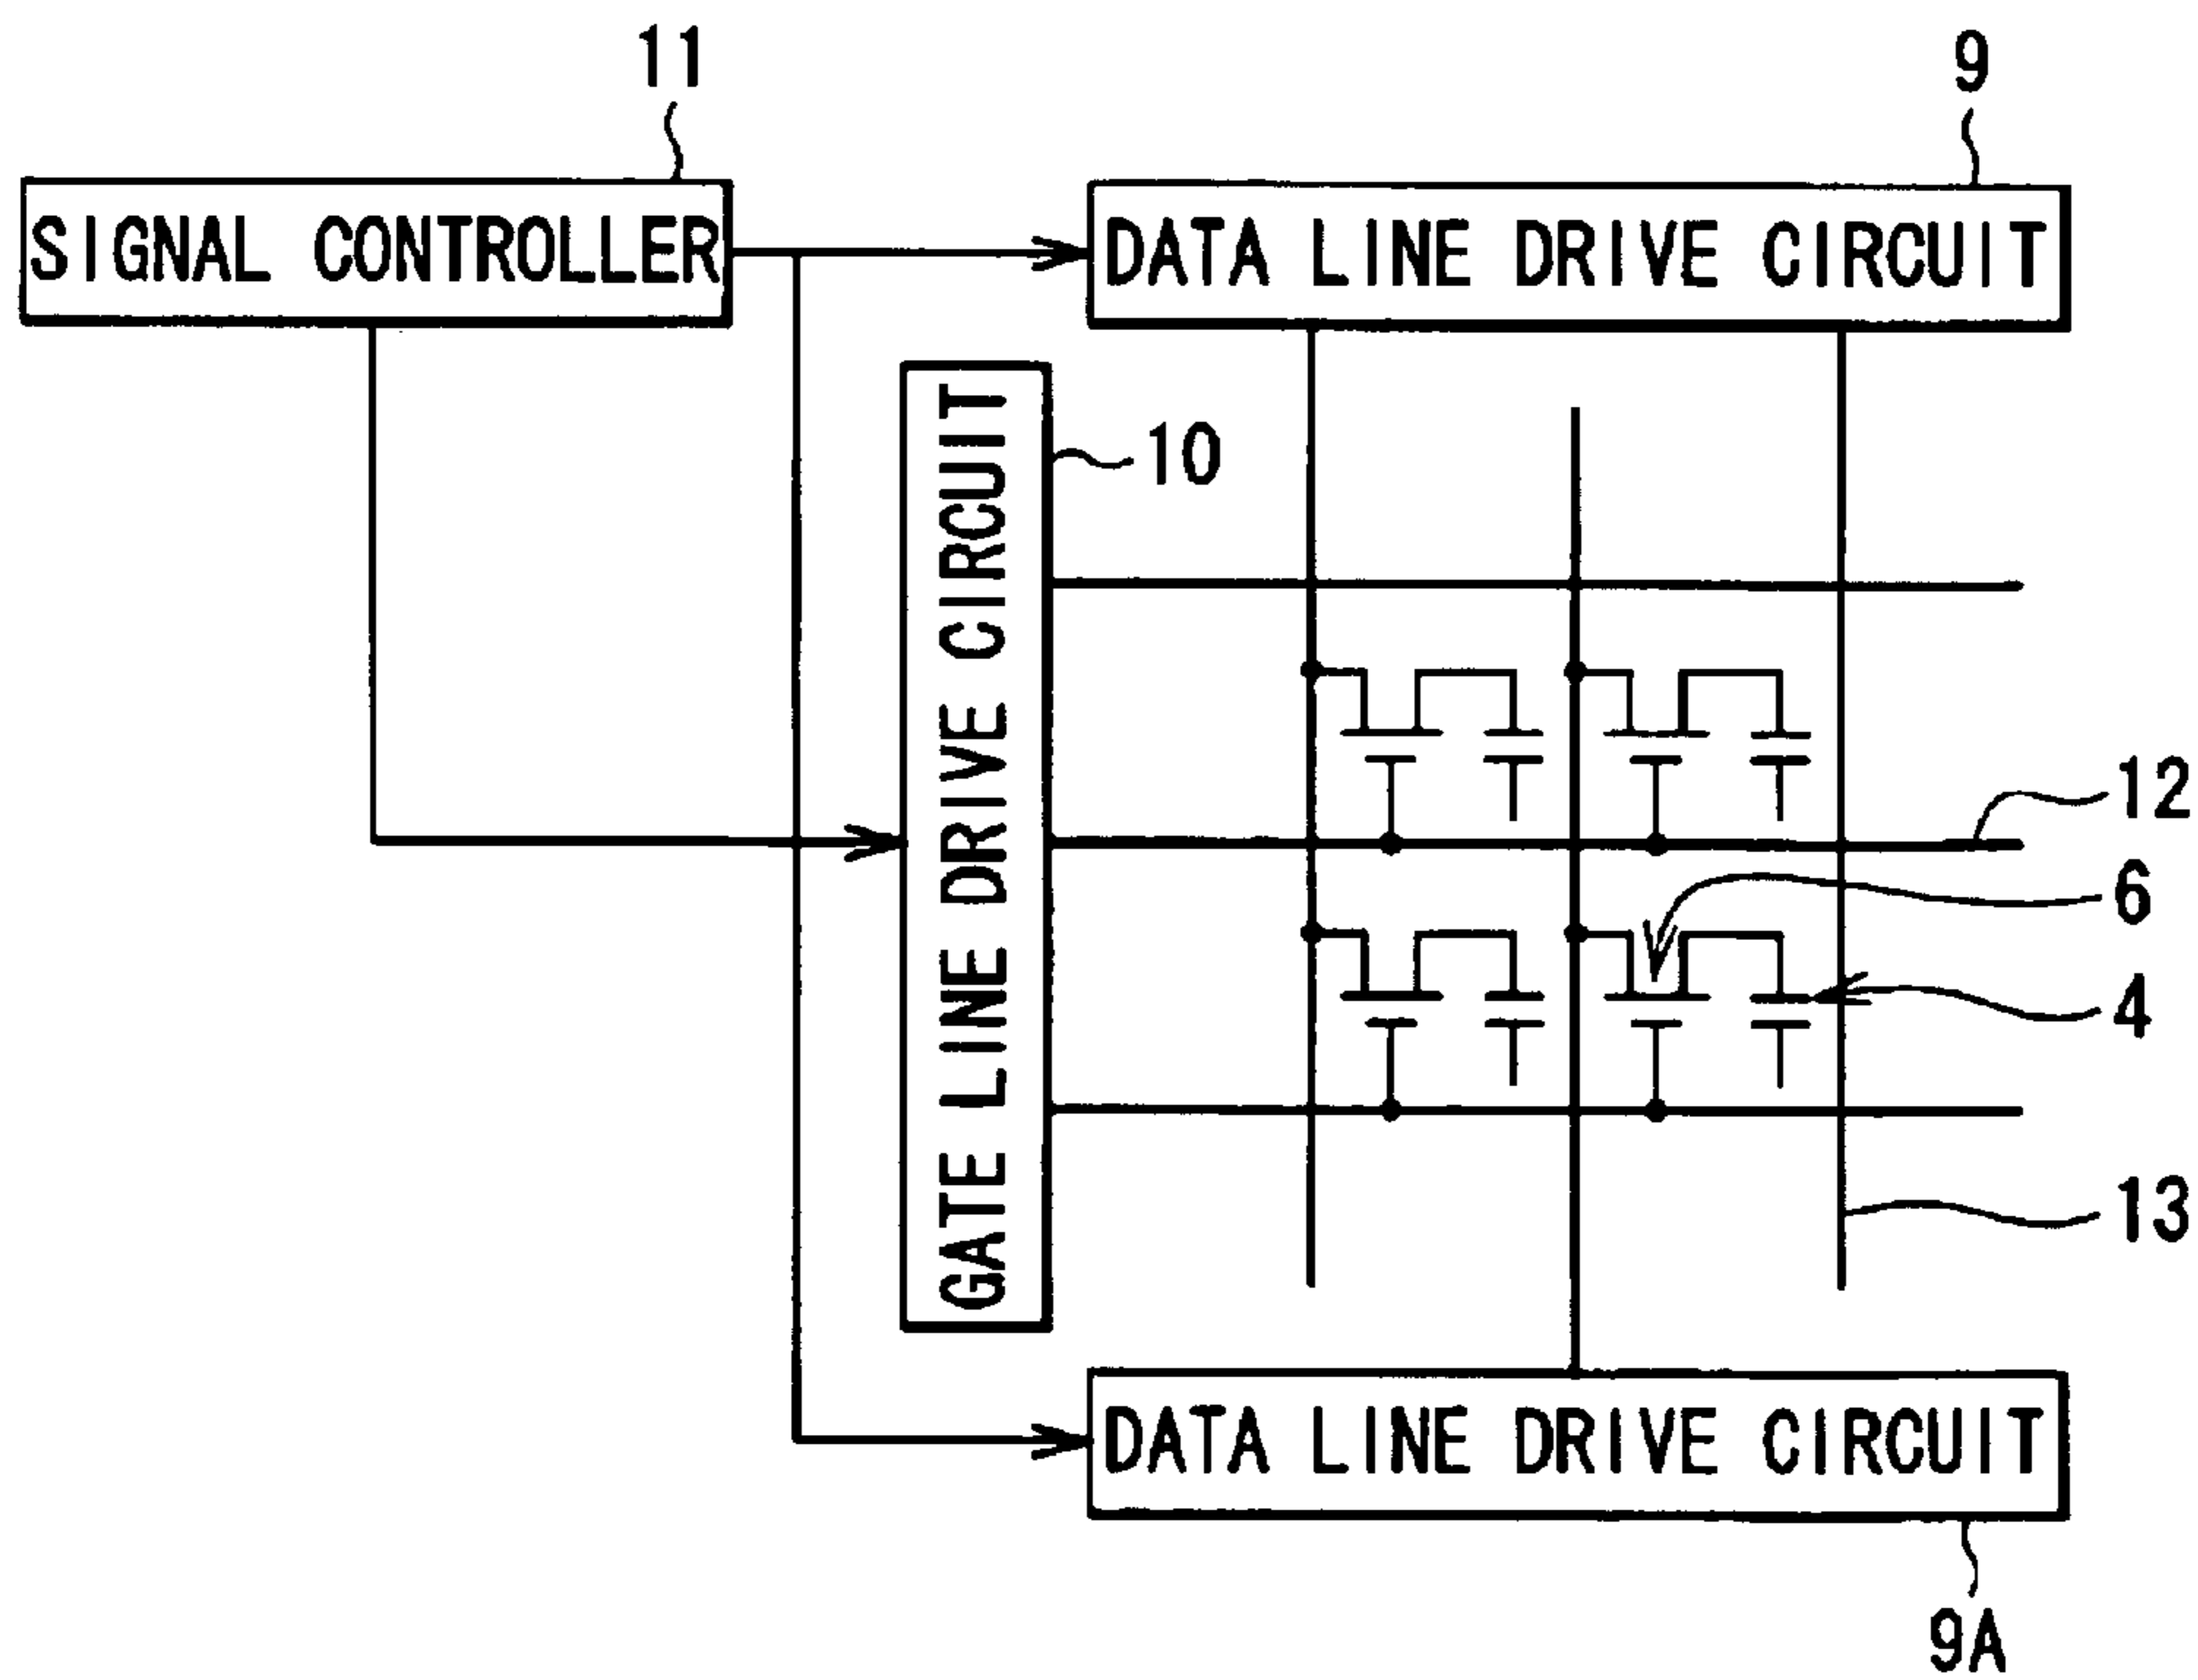 11
9
SIGNAL CONTROLLER
DATA LINE DRIVE CIRCUIT
GATE LINE DRIVE CIRCUIT
10
12
6
4
13
DATA LINE DRIVE CIRCUIT
9A